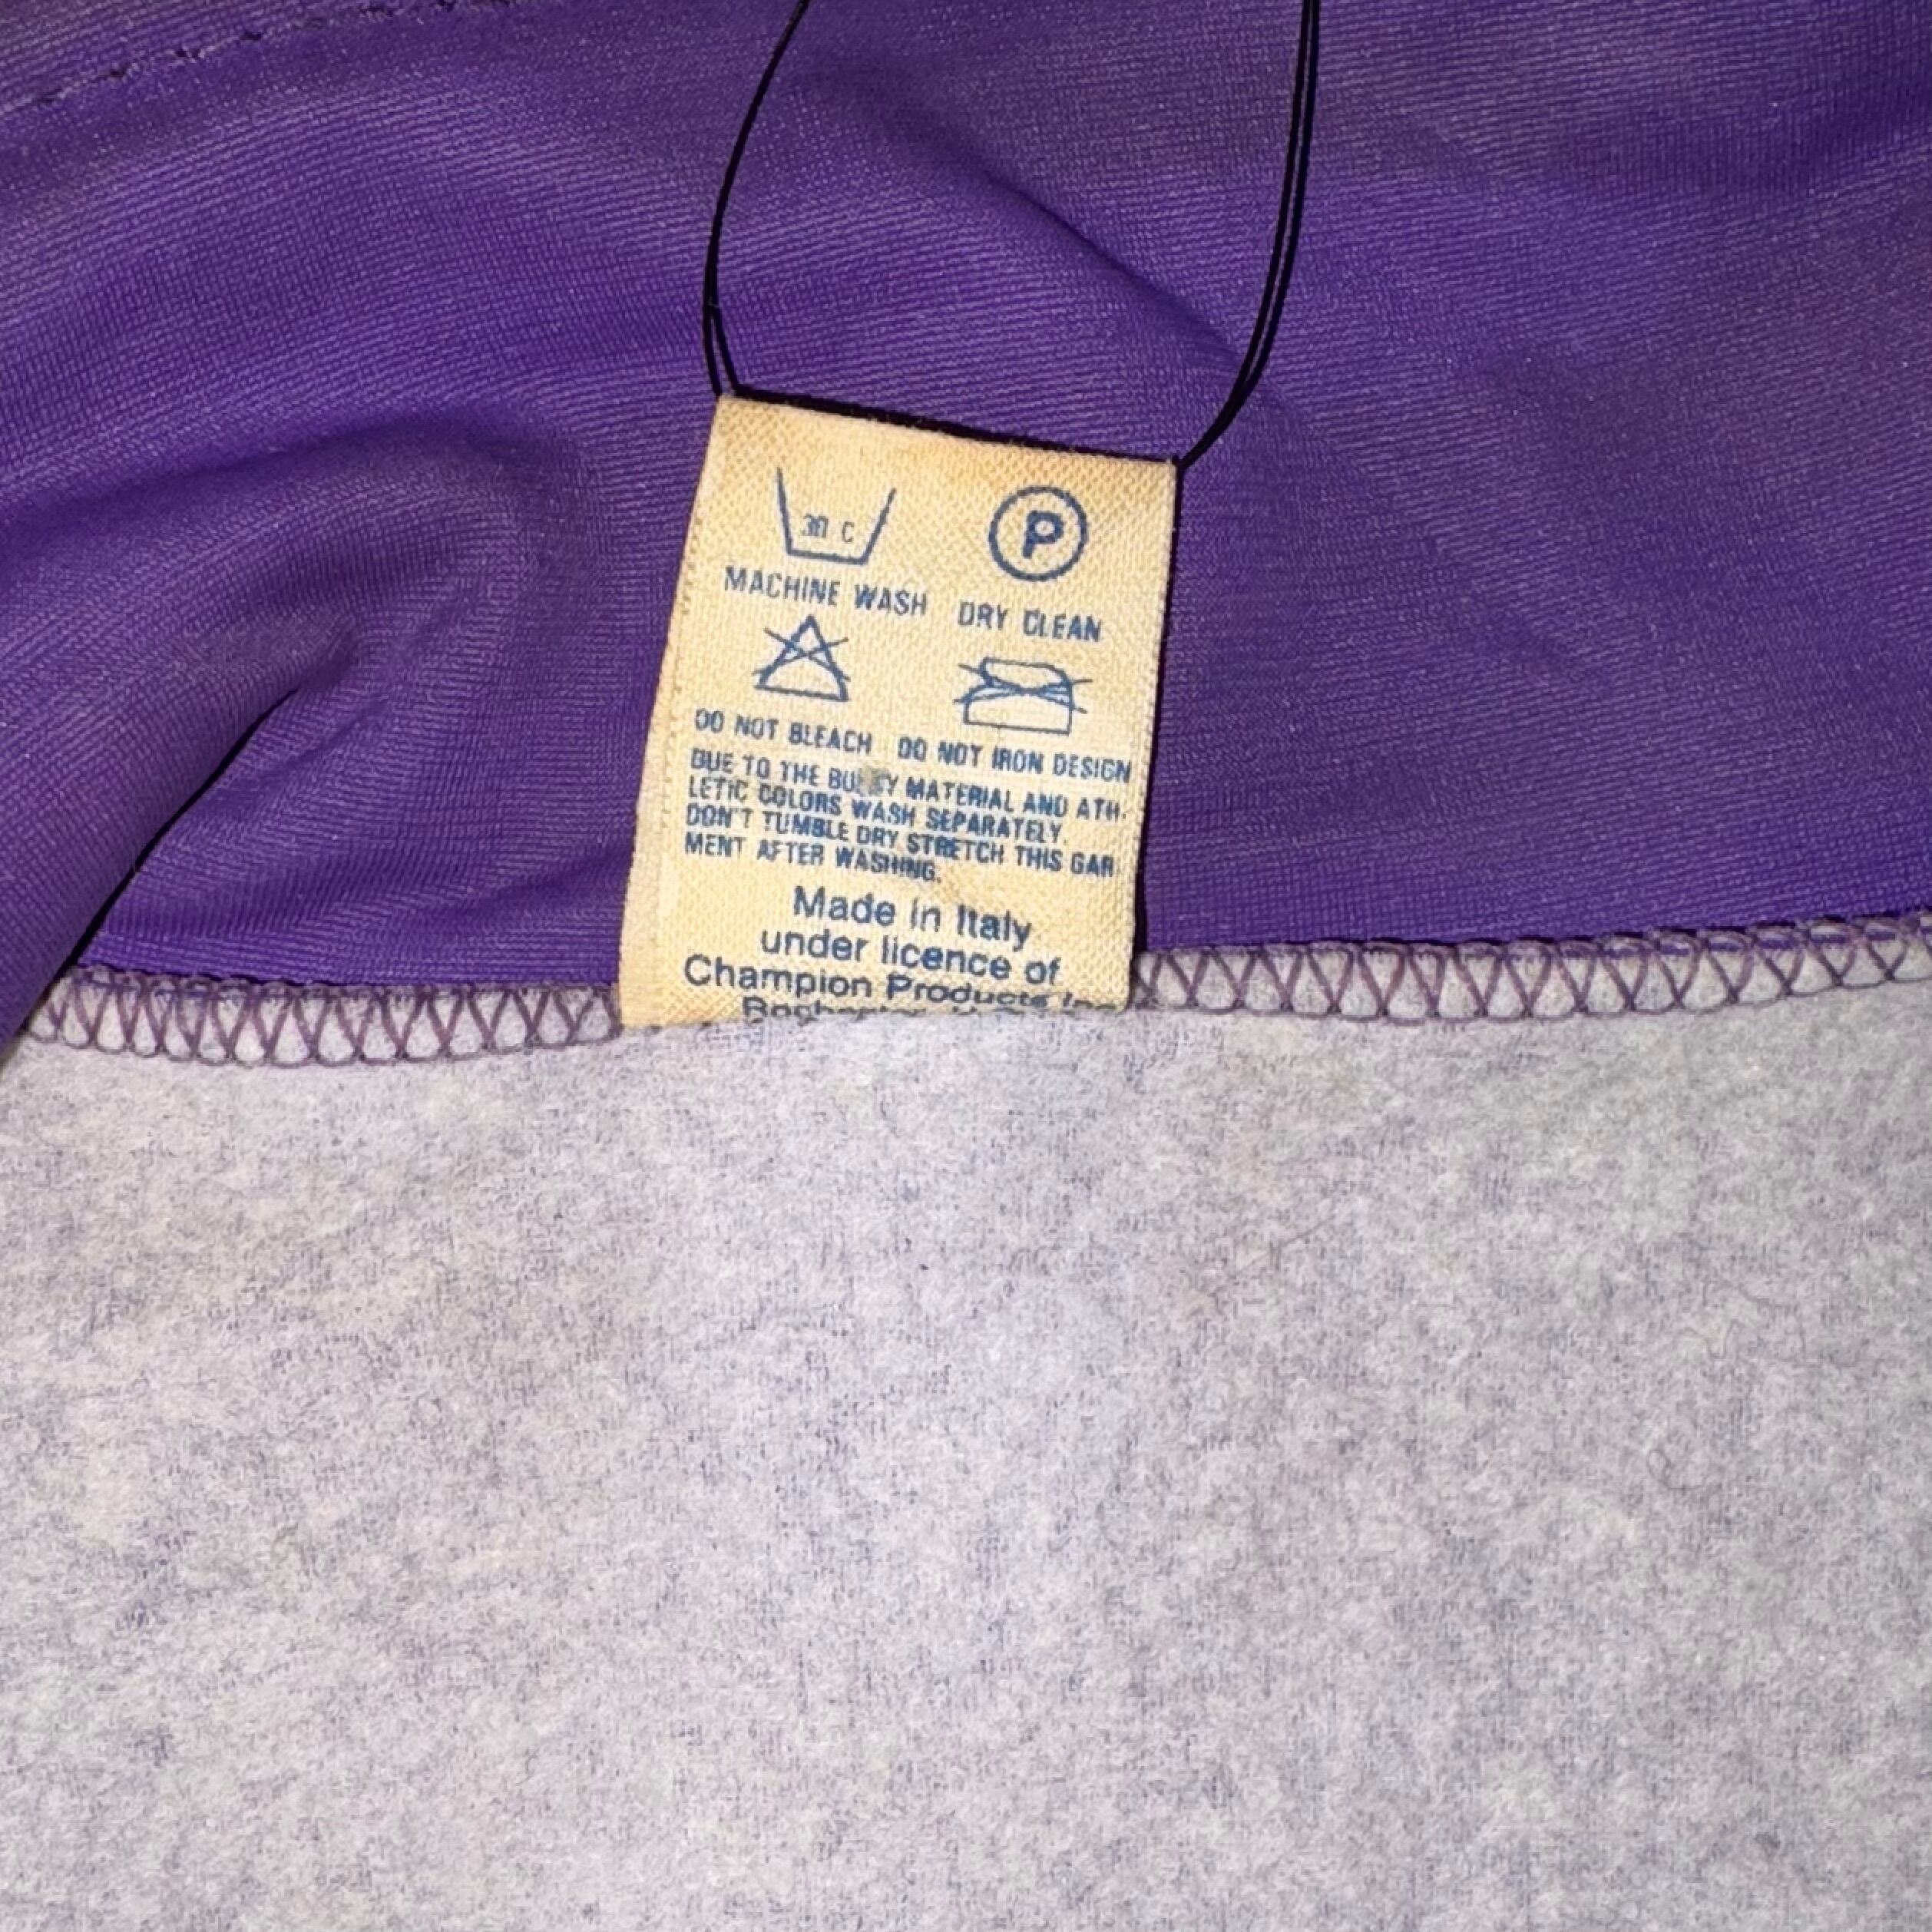 30 C
P
MACHINE WASH DRY CLEAN
DO NOT BLEACH DO NOT IRON DESIGN
DUE TO THE MATERIAL AND ATH-
LETIC COLORS WASH SEPARATELY.
DON'T TUMBLE DRY STRETCH THIS GAR
MENT AFTER WASHING.
Made in Italy
under licence of
Champion Products Inc